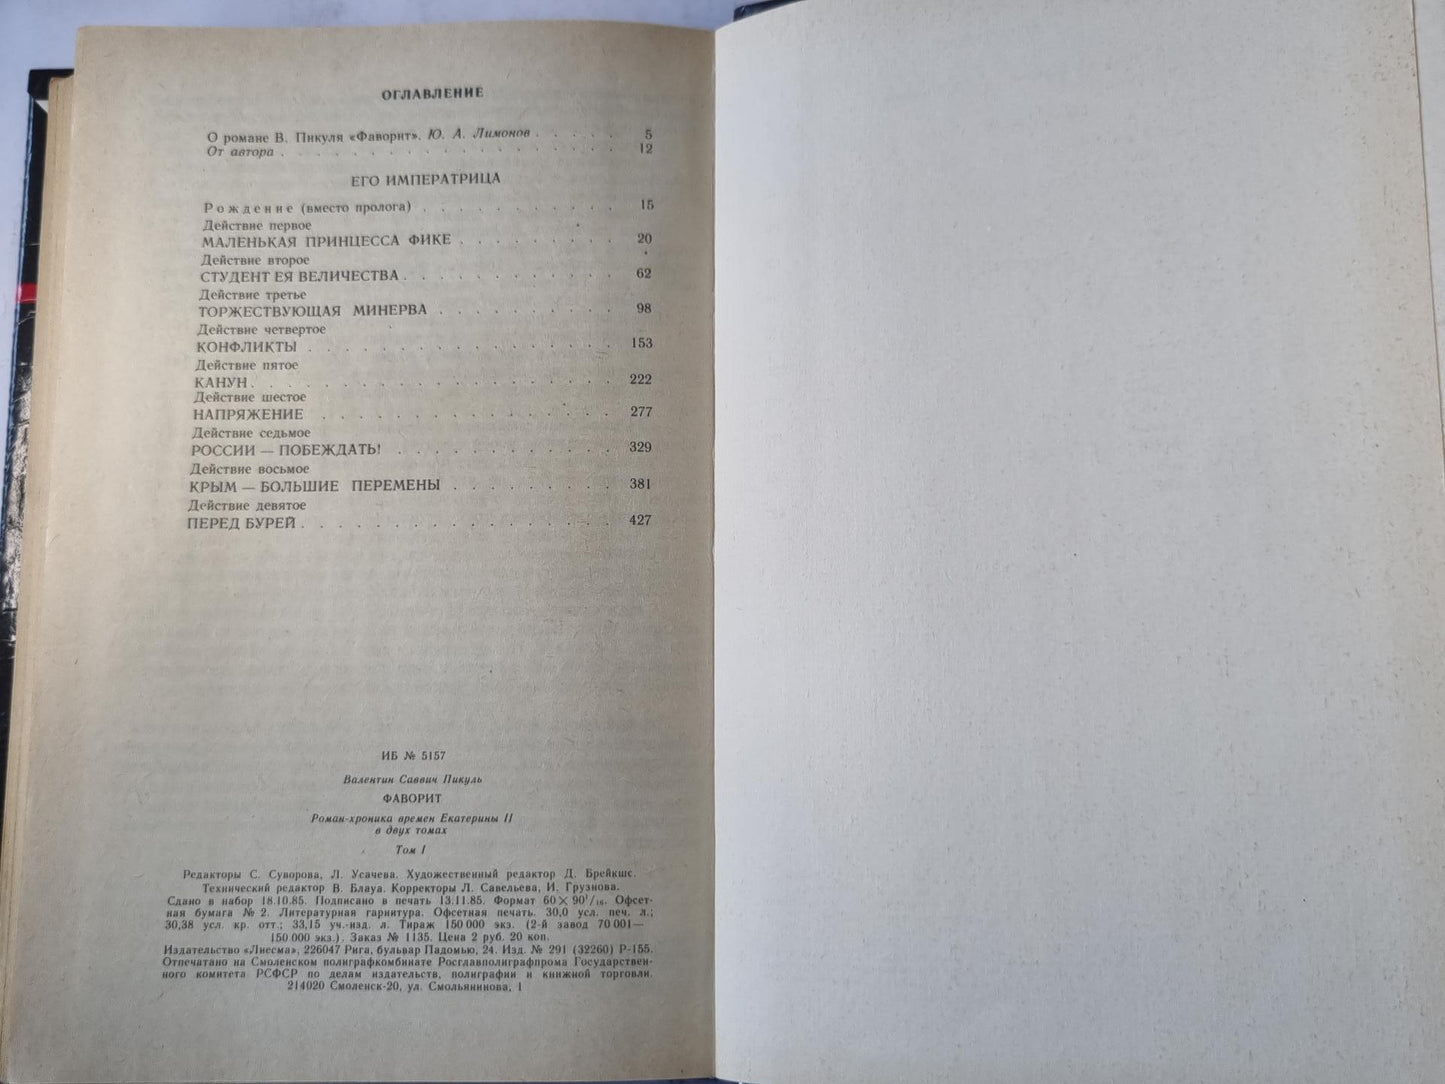 ОГЛАВЛЕНИЕ
О романе В. Пикуля «Фаворит». Ю. А. Лимонов . . . . . 5
От автора . . . . . . . . . . . . . . . 12
ЕГО ИМПЕРАТРИЦА
Рождение (вместо пролога) . . . . . . . . . . 15
Действие первое
МАЛЕНЬКАЯ ПРИНЦЕССА ФИКЕ . . . . . . . . 20
Действие второе
СТУДЕНТ ЕЯ ВЕЛИЧЕСТВА . . . . . . . . . . 62
Действие третье
ТОРЖЕСТВУЮЩАЯ МИНЕРВА . . . . . . . . . 98
Действие четвертое
КОНФЛИКТЫ . . . . . . . . . . . . . . 153
Действие пятое
КАНУН . . . . . . . . . . . . . . . . 222
Действие шестое
НАПРЯЖЕНИЕ . . . . . . . . . . . . . 277
Действие седьмое
РОССИИ — ПОБЕЖДАТЬ! . . . . . . . . . . 329
Действие восьмое
КРЫМ — БОЛЬШИЕ ПЕРЕМЕНЫ . . . . . . . . 381
Действие девятое
ПЕРЕД БУРЕЙ . . . . . . . . . . . . . . 427
ИБ № 5157
Валентин Саввич Пикуль
ФАВОРИТ
Роман-хроника времен Екатерины II
в двух томах
Том I
Редакторы С. Суворова, Л. Усачева. Художественный редактор Д. Брейкшс.
Технический редактор В. Блауа. Корректоры Л. Савельева, И. Грузнова.
Сдано в набор 18.10.85. Подписано в печать 13.11.85. Формат 60×90¹/₁₆. Офсет-
ная бумага № 2. Литературная гарнитура. Офсетная печать. 30,0 усл. печ. л.;
30,38 усл. кр. отт.; 33,15 уч.-изд. л. Тираж 150 000 экз. (2-й завод 70 001—
150 000 экз.). Заказ № 1135. Цена 2 руб. 20 коп.
Издательство «Лиесма», 226047 Рига, бульвар Падомью, 24. Изд. № 291 (32260) Р-155.
Отпечатано на Смоленском полиграфкомбинате Росглавполиграфпрома Государствен-
ного комитета РСФСР по делам издательств, полиграфии и книжной торговли.
214020 Смоленск-20, ул. Смольянинова, 1